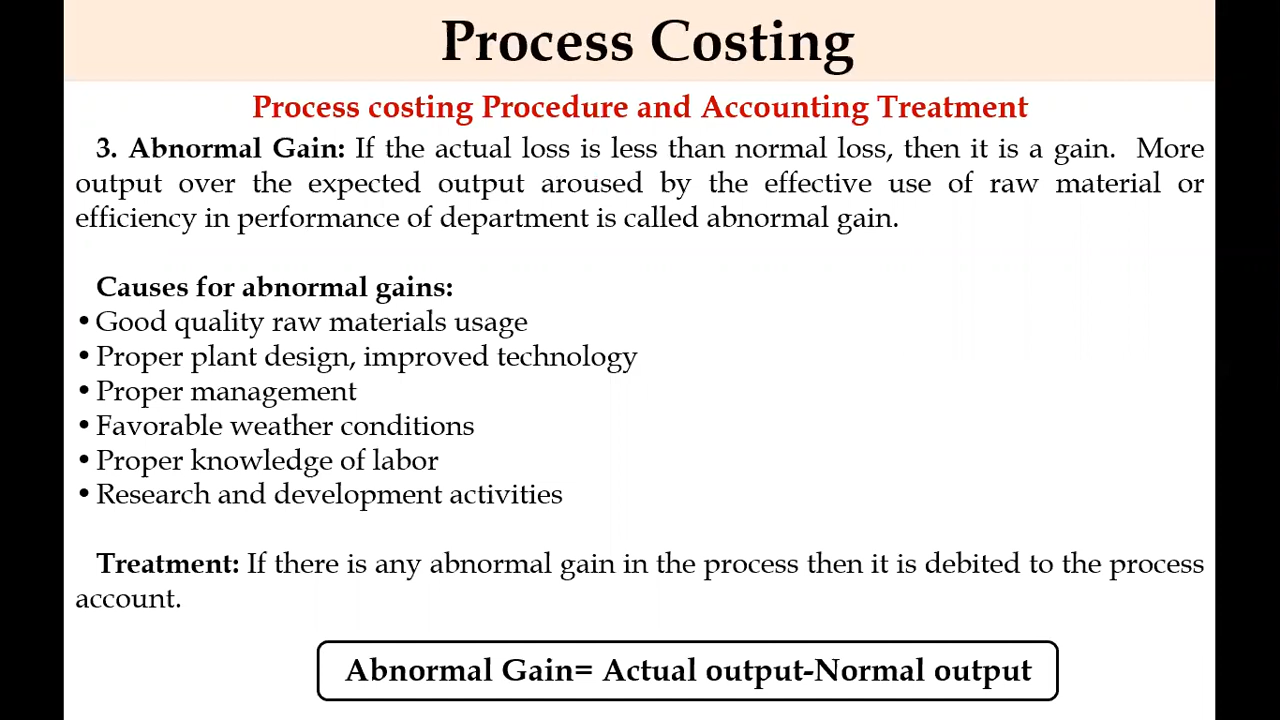 Process Costing
Process costing Procedure and Accounting Treatment
3. Abnormal Gain: If the actual loss is less than normal loss, then it is a gain. More
output over the expected output aroused by the effective use of raw material or
efficiency in performance of department is called abnormal gain.
Causes for abnormal gains:
• Good quality raw materials usage
• Proper plant design, improved technology
• Proper management
• Favorable weather conditions
• Proper knowledge of labor
• Research and development activities
Treatment: If there is any abnormal gain in the process then it is debited to the process
account.
Abnormal Gain= Actual output-Normal output